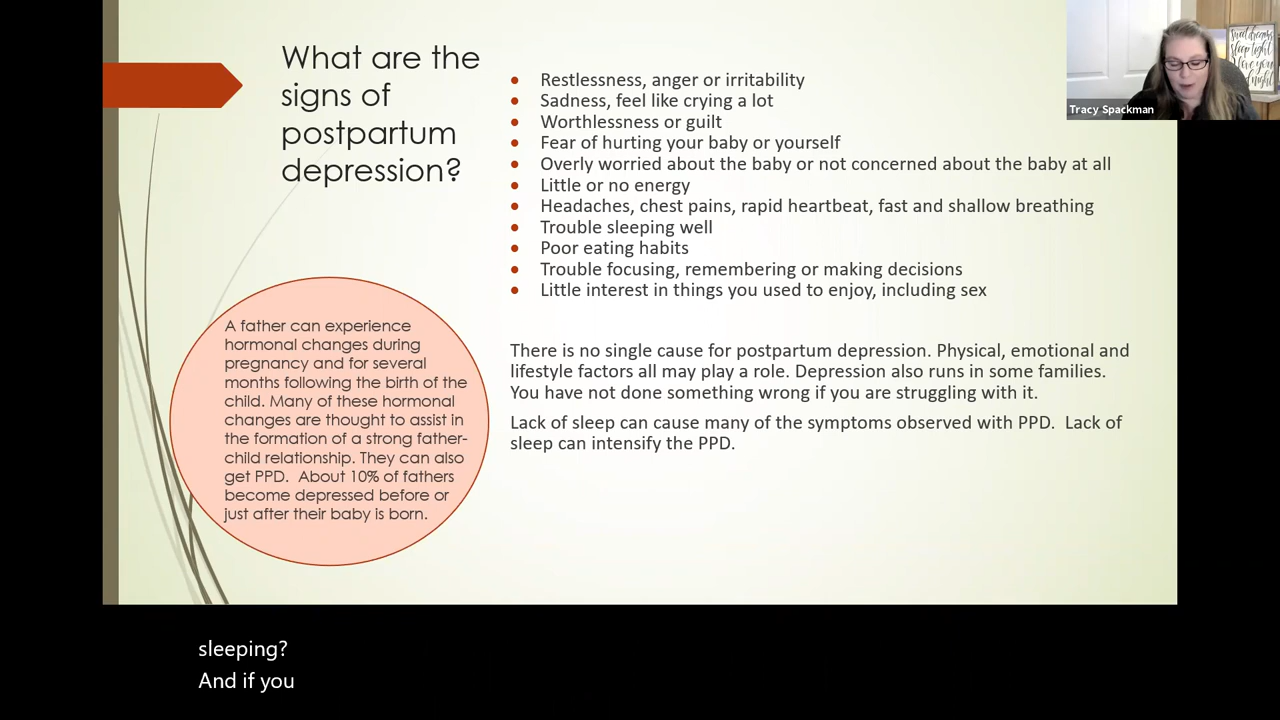 What are the
signs of
postpartum
depression?
Restlessness, anger or irritability
Sadness, feel like crying a lot
Worthlessness or guilt
Fear of hurting your baby or yourself
Overly worried about the baby or not concerned about the baby at all
Little or no energy
Headaches, chest pains, rapid heartbeat, fast and shallow breathing
Trouble sleeping well
Poor eating habits
Trouble focusing, remembering or making decisions
Little interest in things you used to enjoy, including sex
There is no single cause for postpartum depression. Physical, emotional and
lifestyle factors all may play a role. Depression also runs in some families.
You have not done something wrong if you are struggling with it.
Lack of sleep can cause many of the symptoms observed with PPD. Lack of
sleep can intensify the PPD.
A father can experience
hormonal changes during
pregnancy and for several
months following the birth of the
child. Many of these hormonal
changes are thought to assist in
the formation of a strong father-
child relationship. They can also
get PPD. About 10% of fathers
become depressed before or
just after their baby is born.
Tracy Spackman
sweet dreams
sleep tight
I love you
sleeping?
And if you